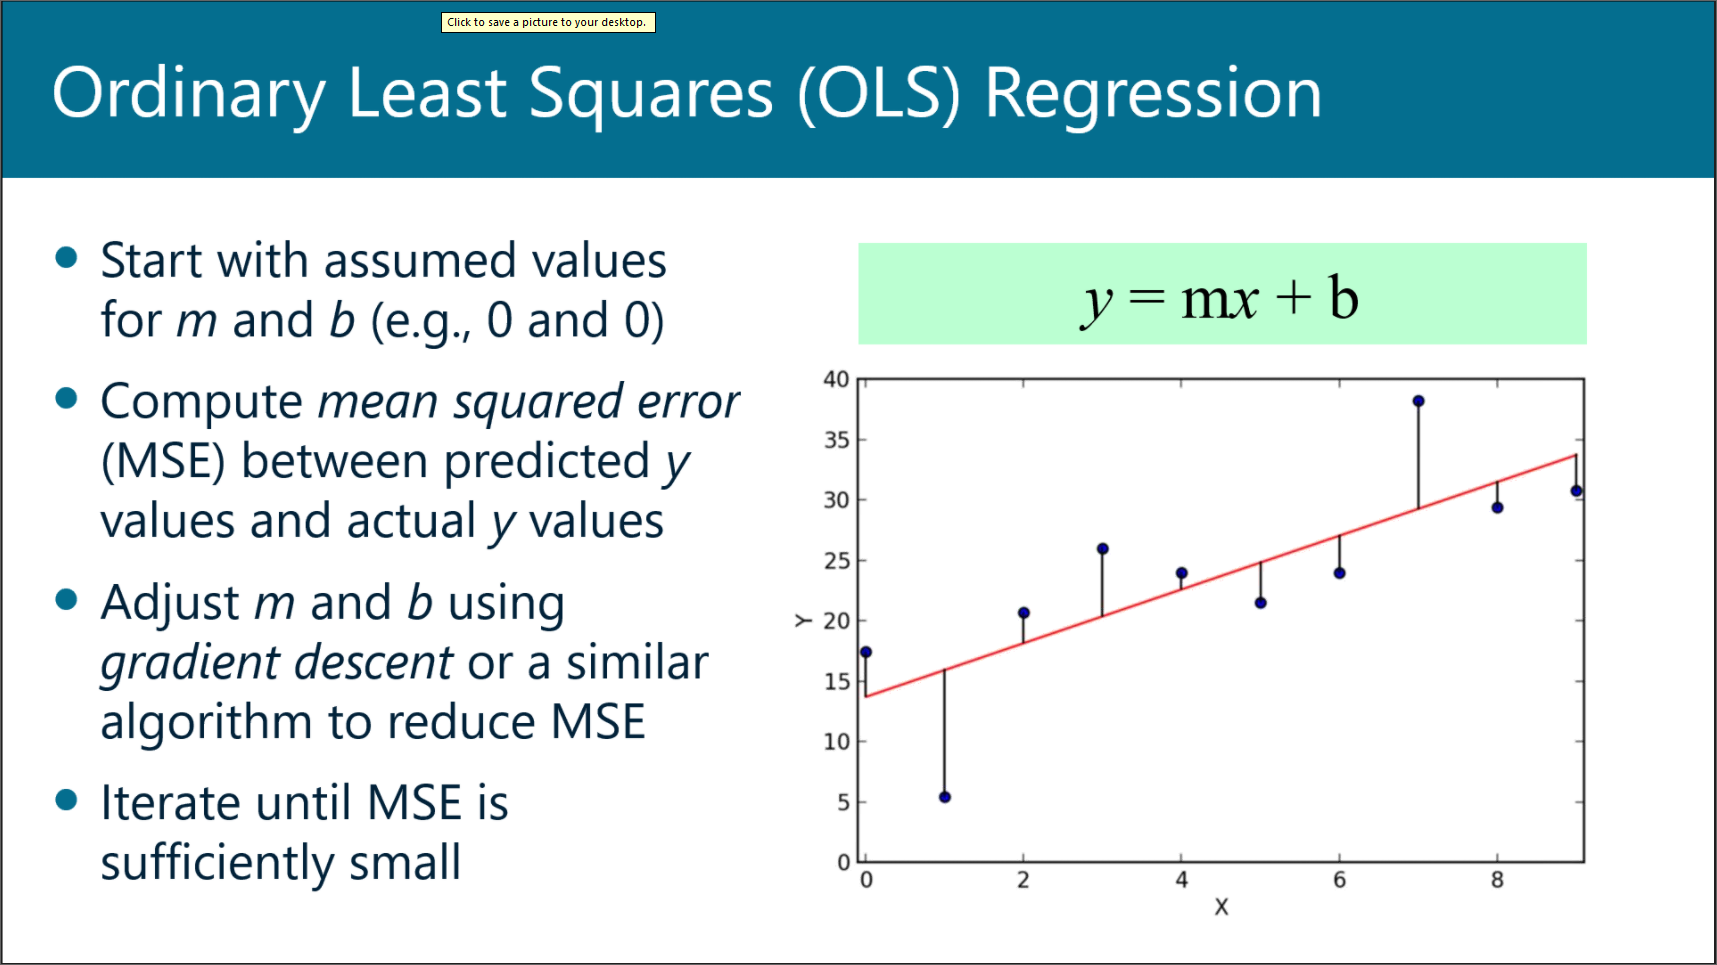 Click to save a picture to your desktop.
Ordinary Least Squares (OLS) Regression
Start with assumed values
for m and b (e.g., 0 and 0)
Compute mean squared error
(MSE) between predicted y
values and actual y values
Adjust m and b using
gradient descent or a similar
algorithm to reduce MSE
Iterate until MSE is
sufficiently small
y = mx + b
40
35
30
25
20
15
10
5
0
Y
0 2 4 6 8
X